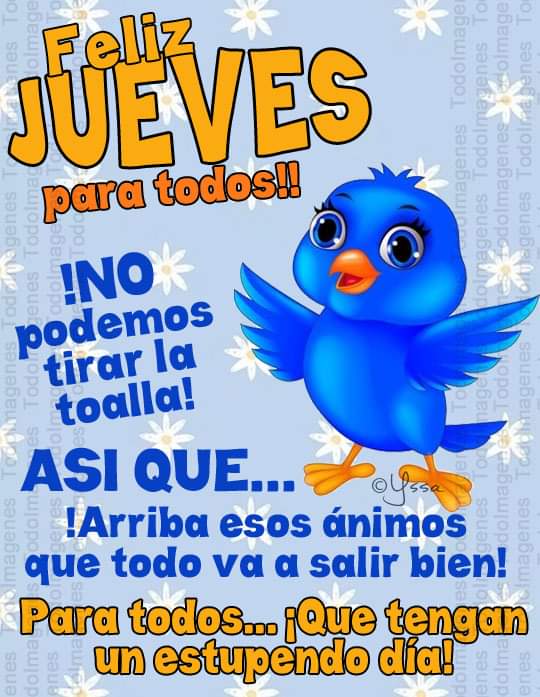 Feliz
JUEVES
para todos!!
!NO
podemos
tirar la
toalla!
ASI QUE...
!Arriba esos ánimos
que todo va a salir bien!
©Yssa
Para todos... ¡Que tengan
un estupendo día!
TodoImagenes